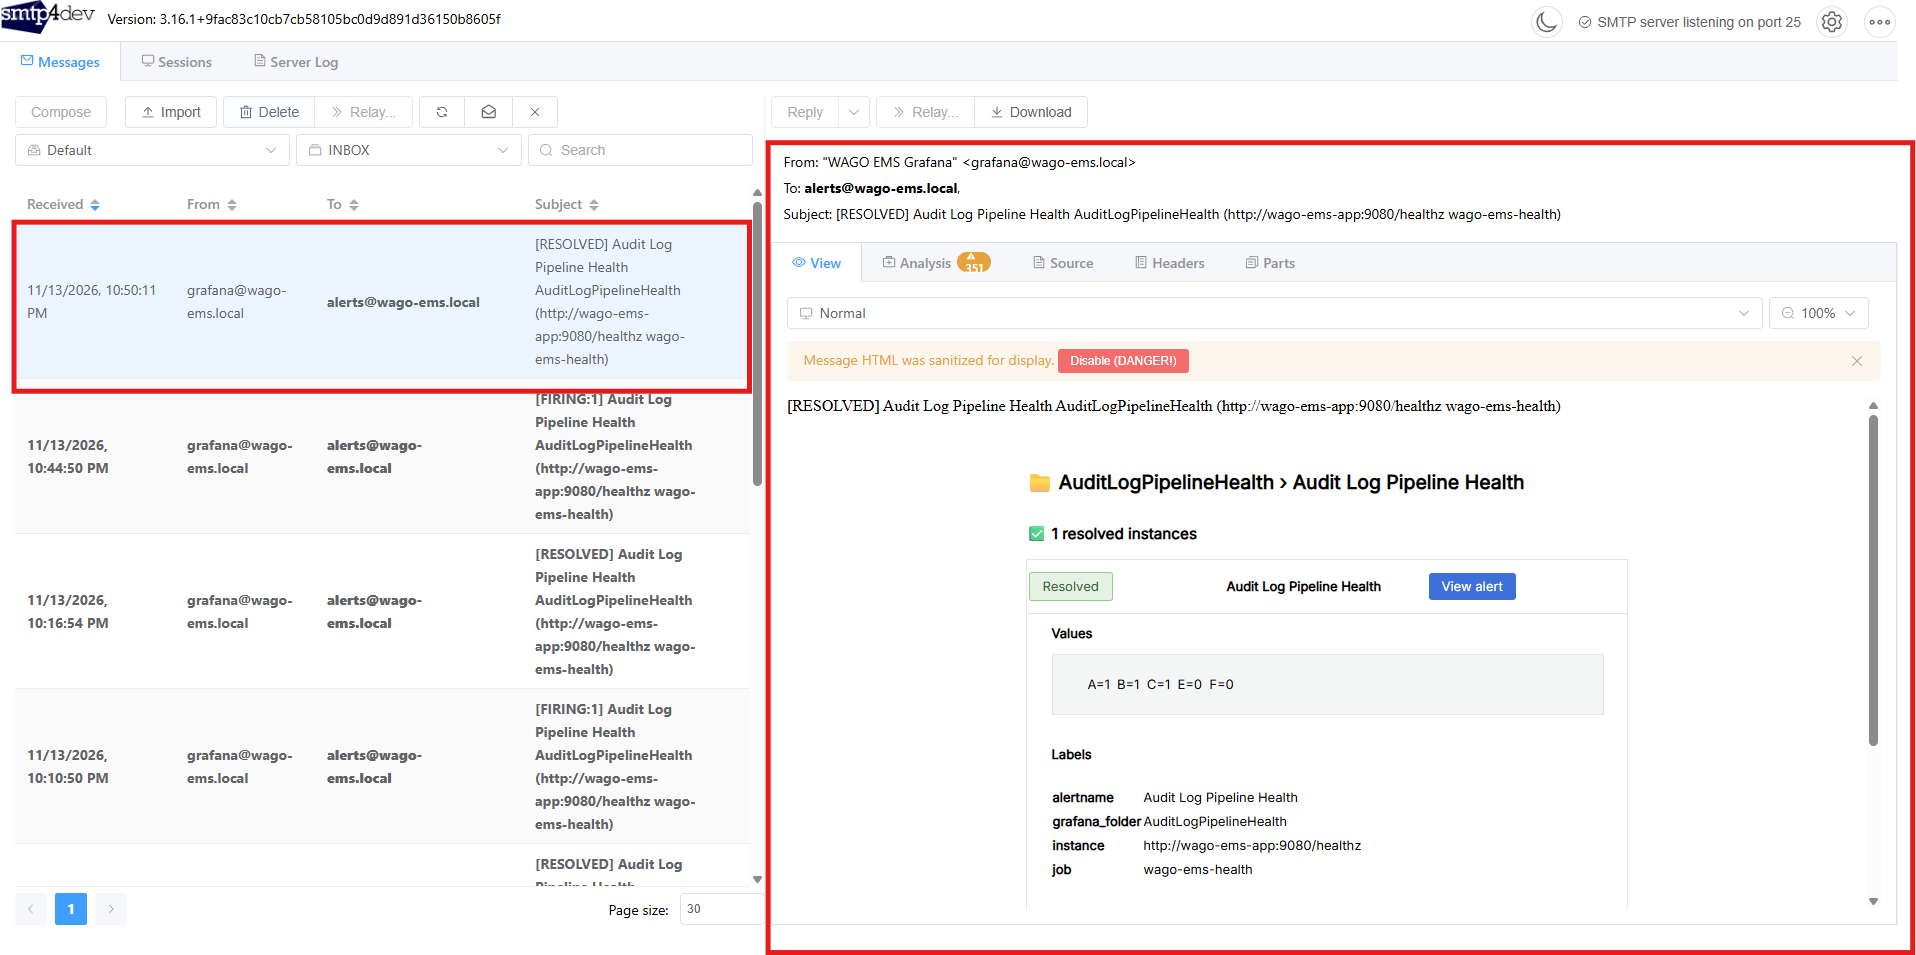 smtp4dev Version: 3.16.1+9fac83c10cb7cb58105bc0d9d891d36150b8605f
SMTP server listening on port 25
Messages Sessions Server Log
Compose Import Delete Relay...
Default INBOX Search
Received From To Subject
11/13/2026, 10:50:11
PM
grafana@wago-
ems.local
alerts@wago-ems.local
[RESOLVED] Audit Log
Pipeline Health
AuditLogPipelineHealth
(http://wago-ems-
app:9080/healthz wago-
ems-health)
11/13/2026,
10:44:50 PM
grafana@wago-
ems.local
alerts@wago-
ems.local
[FIRING:1] Audit Log
Pipeline Health
AuditLogPipelineHealth
(http://wago-ems-
app:9080/healthz wago-
ems-health)
11/13/2026,
10:16:54 PM
grafana@wago-
ems.local
alerts@wago-
ems.local
[RESOLVED] Audit Log
Pipeline Health
AuditLogPipelineHealth
(http://wago-ems-
app:9080/healthz wago-
ems-health)
11/13/2026,
10:10:50 PM
grafana@wago-
ems.local
alerts@wago-
ems.local
[FIRING:1] Audit Log
Pipeline Health
AuditLogPipelineHealth
(http://wago-ems-
app:9080/healthz wago-
ems-health)
[RESOLVED] Audit Log
Pipeline Health
1
Page size: 30
Reply Relay... Download
From: "WAGO EMS Grafana" <grafana@wago-ems.local>
To: alerts@wago-ems.local,
Subject: [RESOLVED] Audit Log Pipeline Health AuditLogPipelineHealth (http://wago-ems-app:9080/healthz wago-ems-health)
View Analysis 351 Source Headers Parts
Normal 100%
Message HTML was sanitized for display. Disable (DANGER!)
[RESOLVED] Audit Log Pipeline Health AuditLogPipelineHealth (http://wago-ems-app:9080/healthz wago-ems-health)
AuditLogPipelineHealth › Audit Log Pipeline Health
1 resolved instances
Resolved Audit Log Pipeline Health View alert
Values
A=1 B=1 C=1 E=0 F=0
Labels
alertname Audit Log Pipeline Health
grafana_folder AuditLogPipelineHealth
instance http://wago-ems-app:9080/healthz
job wago-ems-health